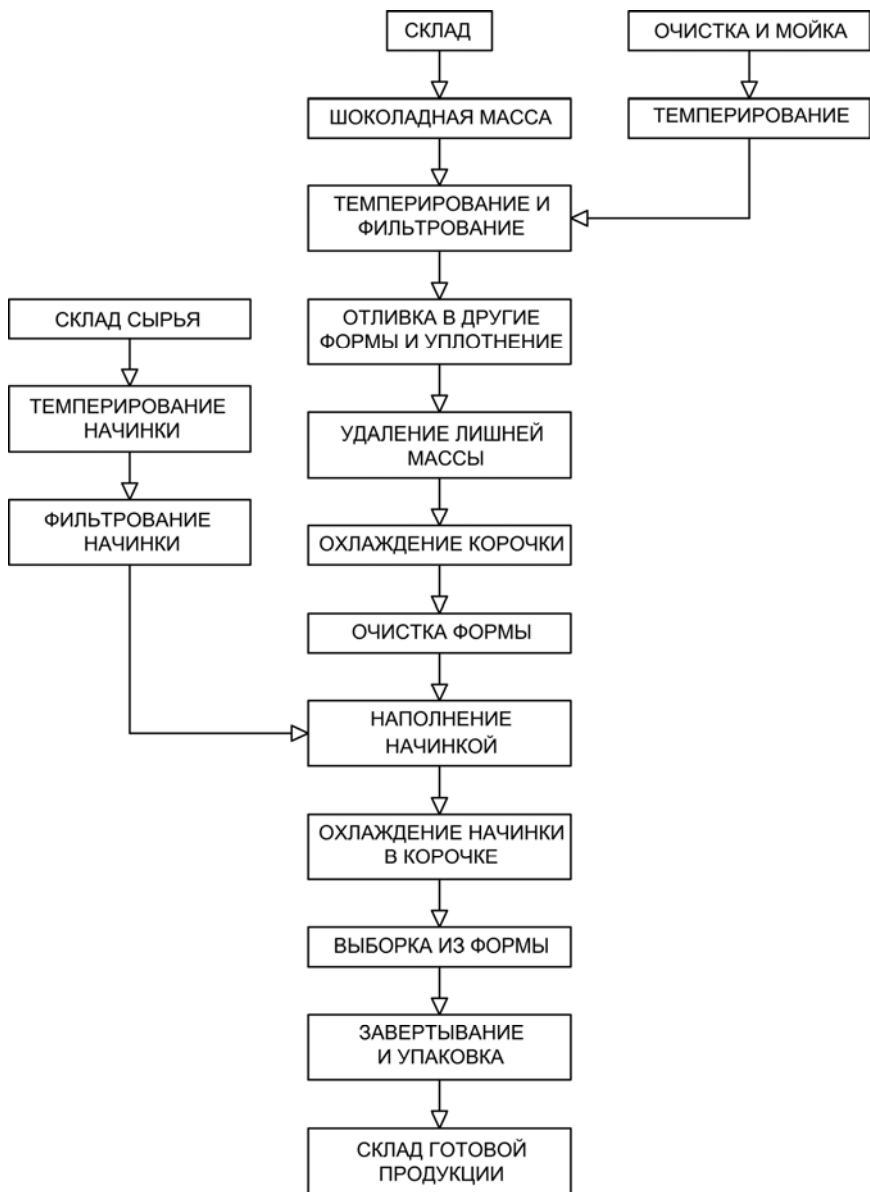 СКЛАД
ОЧИСТКА И МОЙКА
ШОКОЛАДНАЯ МАССА
ТЕМПЕРИРОВАНИЕ
ТЕМПЕРИРОВАНИЕ И
ФИЛЬТРОВАНИЕ
СКЛАД СЫРЬЯ
ОТЛИВКА В ДРУГИЕ
ФОРМЫ И УПЛОТНЕНИЕ
ТЕМПЕРИРОВАНИЕ
НАЧИНКИ
УДАЛЕНИЕ ЛИШНЕЙ
МАССЫ
ФИЛЬТРОВАНИЕ
НАЧИНКИ
ОХЛАЖДЕНИЕ КОРОЧКИ
ОЧИСТКА ФОРМЫ
НАПОЛНЕНИЕ
НАЧИНКОЙ
ОХЛАЖДЕНИЕ НАЧИНКИ
В КОРОЧКЕ
ВЫБОРКА ИЗ ФОРМЫ
ЗАВЕРТЫВАНИЕ
И УПАКОВКА
СКЛАД ГОТОВОЙ
ПРОДУКЦИИ